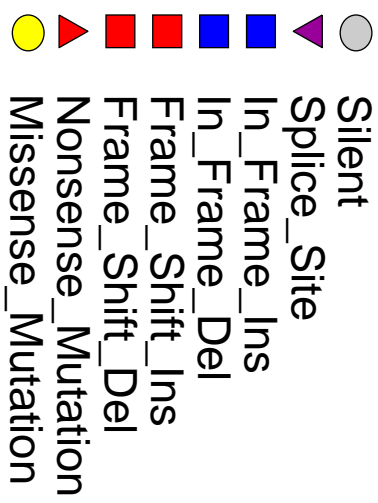 Silent
Splice_Site
In_Frame_Ins
In_Frame_Del
Frame_Shift_Ins
Frame_Shift_Del
Nonsense_Mutation
Missense_Mutation